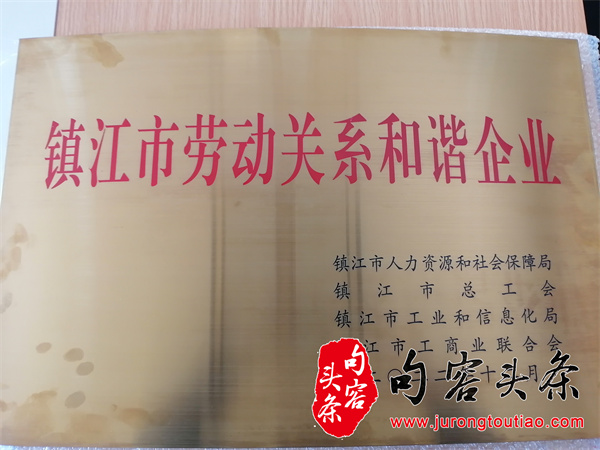 镇江市劳动关系和谐企业
镇江市人力资源和社会保障局
镇江市总工会
镇江市工业和信息化局
江市工商业联合会
二 十 月
句容头条
句容头条
www.jurongtoutiao.com